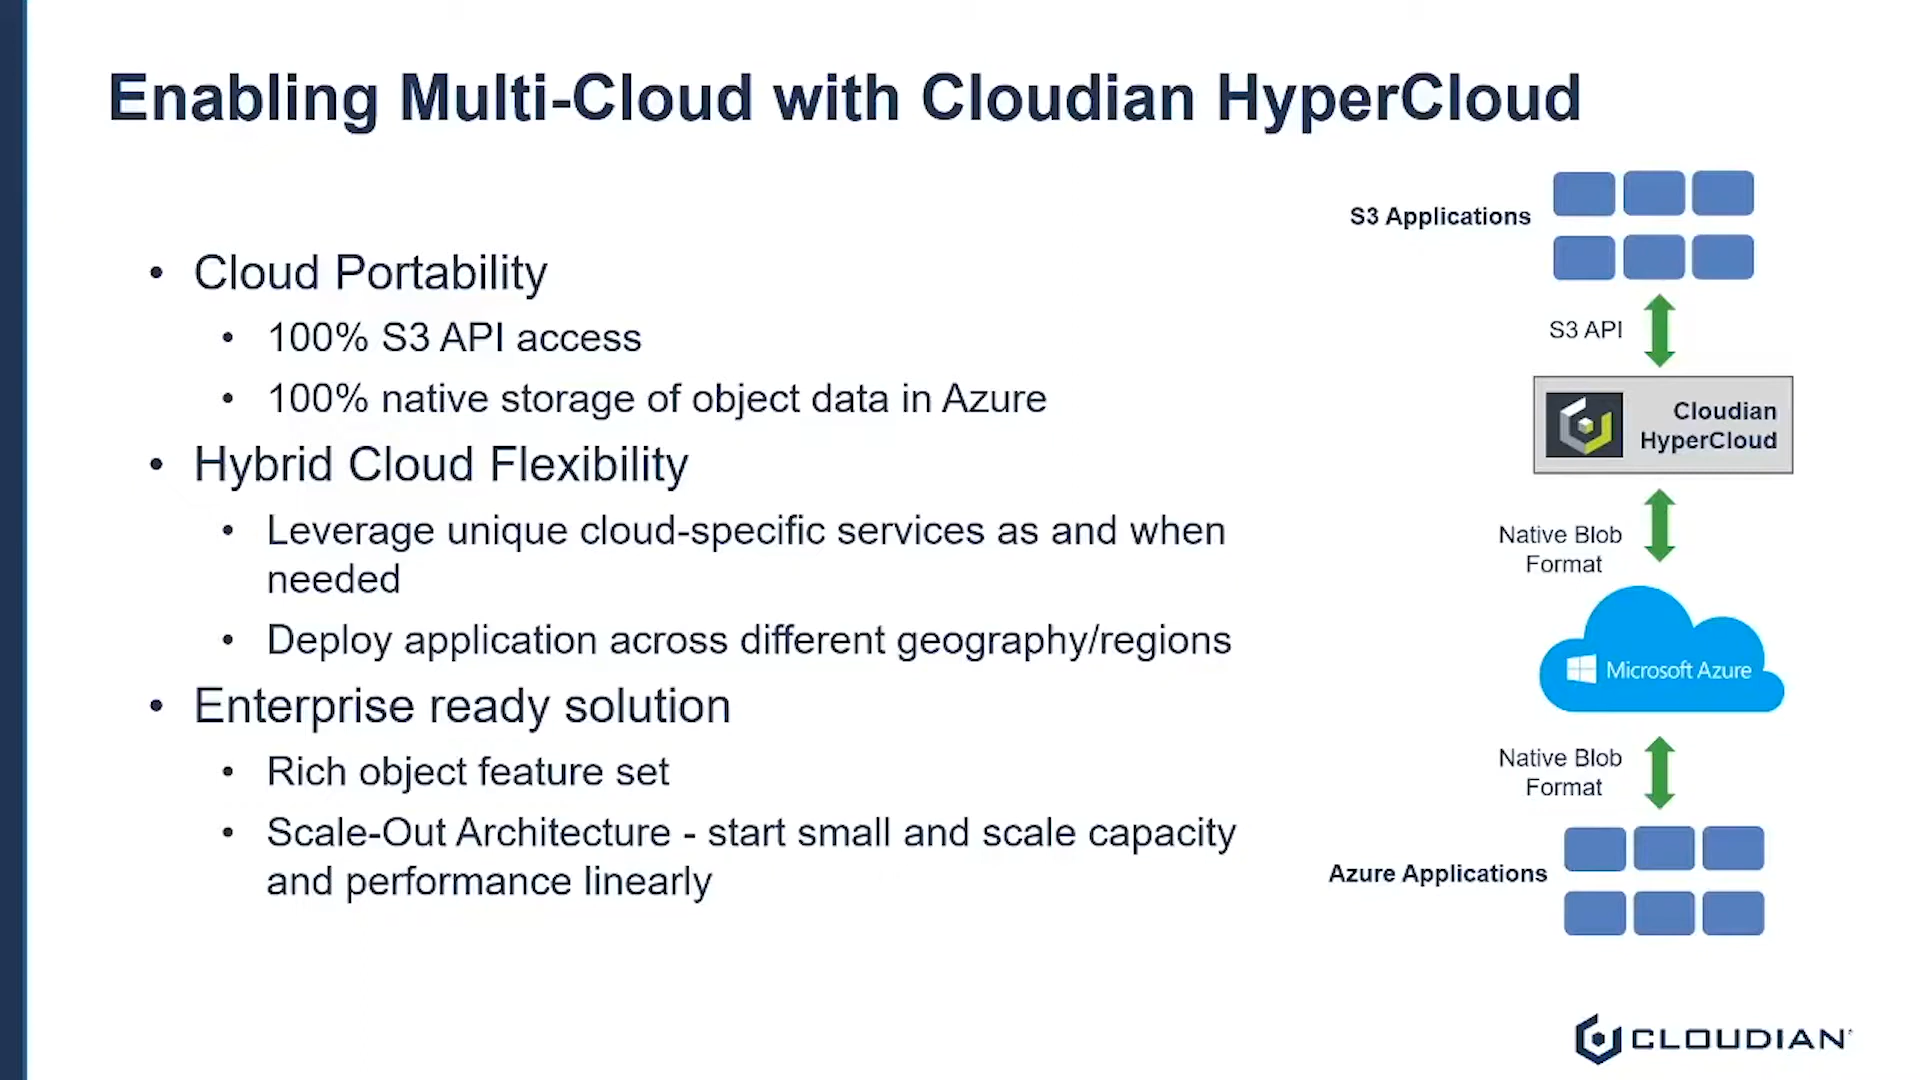 Enabling Multi-Cloud with Cloudian HyperCloud
• Cloud Portability
• 100% S3 API access
• 100% native storage of object data in Azure
• Hybrid Cloud Flexibility
• Leverage unique cloud-specific services as and when
needed
• Deploy application across different geography/regions
• Enterprise ready solution
• Rich object feature set
• Scale-Out Architecture - start small and scale capacity
and performance linearly
S3 Applications
S3 API
Cloudian
HyperCloud
Native Blob
Format
Microsoft Azure
Native Blob
Format
Azure Applications
CLOUDIAN